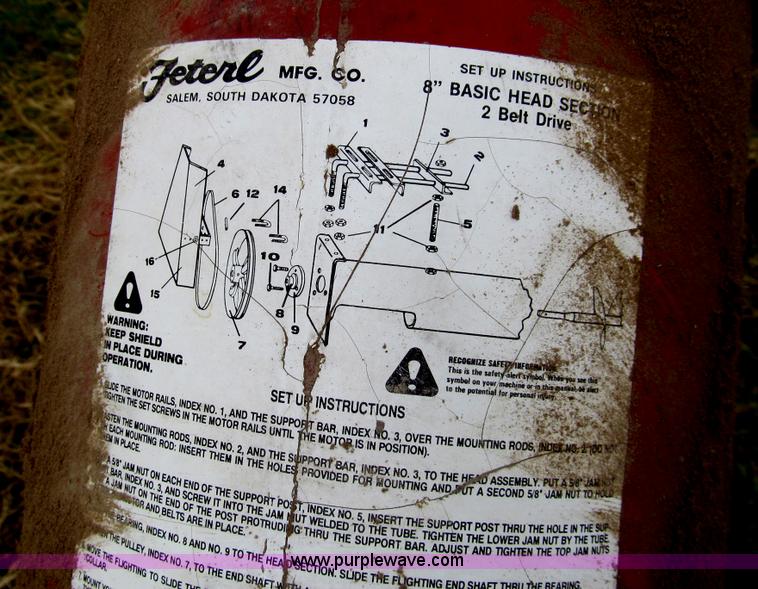 Feterl MFG. CO.
SALEM, SOUTH DAKOTA 57058
SET UP INSTRUCTIONS
8" BASIC HEAD SECTION
2 Belt Drive
1
3
2
4
6 12 14
11
5
16
10
15
8
9
7
WARNING:
KEEP SHIELD
IN PLACE DURING
OPERATION.
RECOGNIZE SAFETY INFORMATION
This is the safety alert symbol. When you see this
symbol on your machine or in this manual, be alert
to the potential for personal injury.
SET UP INSTRUCTIONS
SLIDE THE MOTOR RAILS, INDEX NO. 1, AND THE SUPPORT BAR, INDEX NO. 3, OVER THE MOUNTING RODS, INDEX NO. 2 (DO NOT
TIGHTEN THE SET SCREWS IN THE MOTOR RAILS UNTIL THE MOTOR IS IN POSITION).
FASTEN THE MOUNTING RODS, INDEX NO. 2, AND THE SUPPORT BAR, INDEX NO. 3, TO THE HEAD ASSEMBLY. PUT A 5/8" JAM NUT
EACH MOUNTING ROD: INSERT THEM IN THE HOLES PROVIDED FOR MOUNTING AND PUT A SECOND 5/8" JAM NUT TO HOLD
IN PLACE.
5/8" JAM NUT ON EACH END OF THE SUPPORT POST, INDEX NO. 5, INSERT THE SUPPORT POST THRU THE HOLE IN THE SUP-
BAR, INDEX NO. 3, AND SCREW IT INTO THE JAM NUT WELDED TO THE TUBE. TIGHTEN THE LOWER JAM NUT BY THE TUBE.
A JAM NUT ON THE END OF THE POST PROTRUDING THRU THE SUPPORT BAR. ADJUST AND TIGHTEN THE TOP JAM NUTS
AND BELTS ARE IN PLACE.
BEARING, INDEX NO. 8 AND NO. 9 TO THE HEAD SECTION. SLIDE THE FLIGHTING END SHAFT THRU THE BEARING.
THE PULLEY, INDEX NO. 7, TO THE END SHAFT
MOVE THE FLIGHTING TO SLIDE THE
COLLAR.
www.purplewave.com